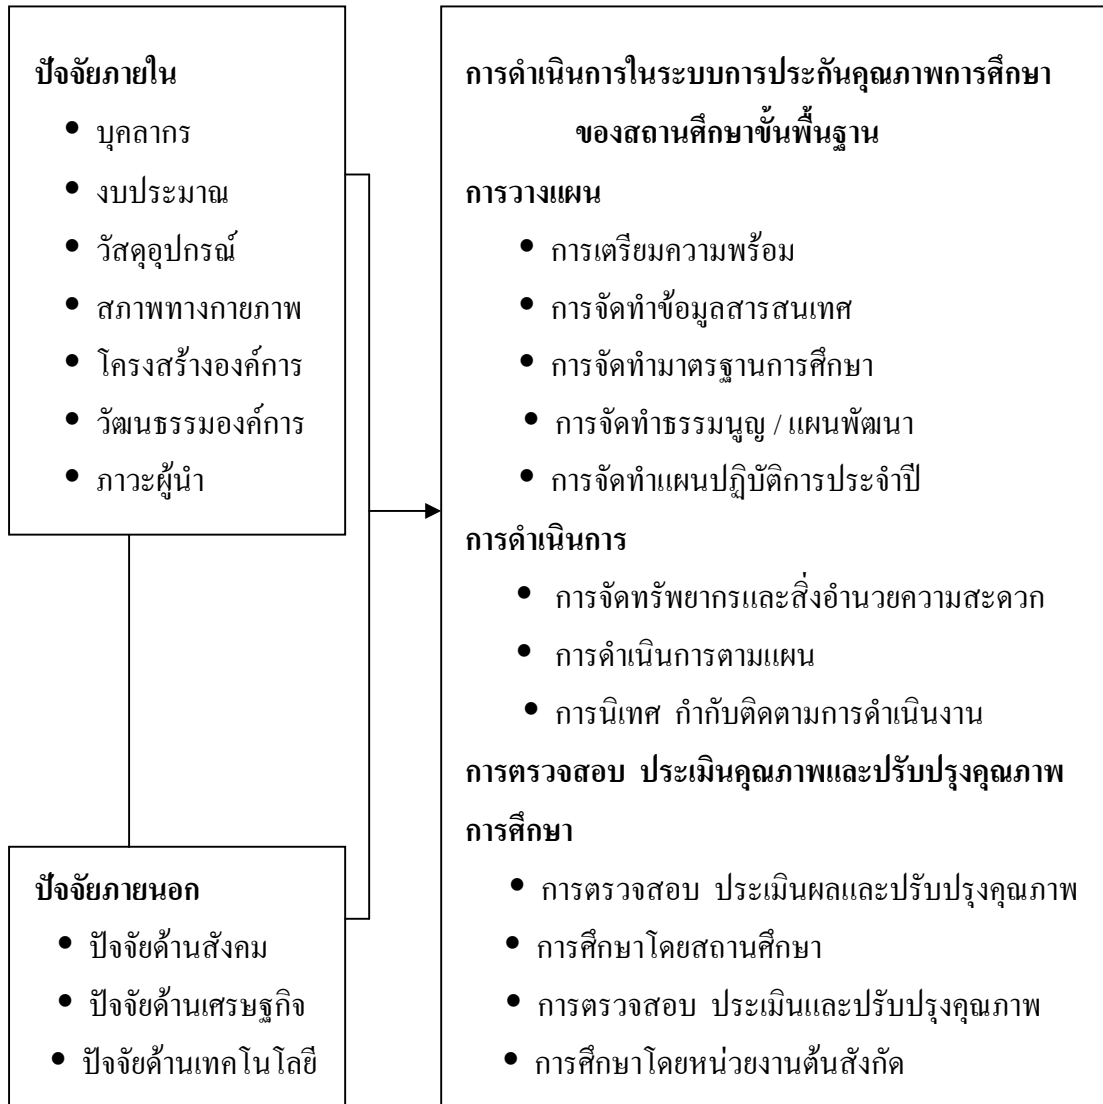 ปัจจัยภายใน
• บุคลากร
• งบประมาณ
• วัสดุอุปกรณ์
• สภาพทางกายภาพ
• โครงสร้างองค์การ
• วัฒนธรรมองค์การ
• ภาวะผู้นำ
ปัจจัยภายนอก
• ปัจจัยด้านสังคม
• ปัจจัยด้านเศรษฐกิจ
• ปัจจัยด้านเทคโนโลยี
การดำเนินการในระบบการประกันคุณภาพการศึกษา
ของสถานศึกษาขั้นพื้นฐาน
การวางแผน
• การเตรียมความพร้อม
• การจัดทำข้อมูลสารสนเทศ
• การจัดทำมาตรฐานการศึกษา
• การจัดทำธรรมนูญ / แผนพัฒนา
• การจัดทำแผนปฏิบัติการประจำปี
การดำเนินการ
• การจัดทรัพยากรและสิ่งอำนวยความสะดวก
• การดำเนินการตามแผน
• การนิเทศ กำกับติดตามการดำเนินงาน
การตรวจสอบ ประเมินคุณภาพและปรับปรุงคุณภาพ
การศึกษา
• การตรวจสอบ ประเมินผลและปรับปรุงคุณภาพ
• การศึกษาโดยสถานศึกษา
• การตรวจสอบ ประเมินและปรับปรุงคุณภาพ
• การศึกษาโดยหน่วยงานต้นสังกัด